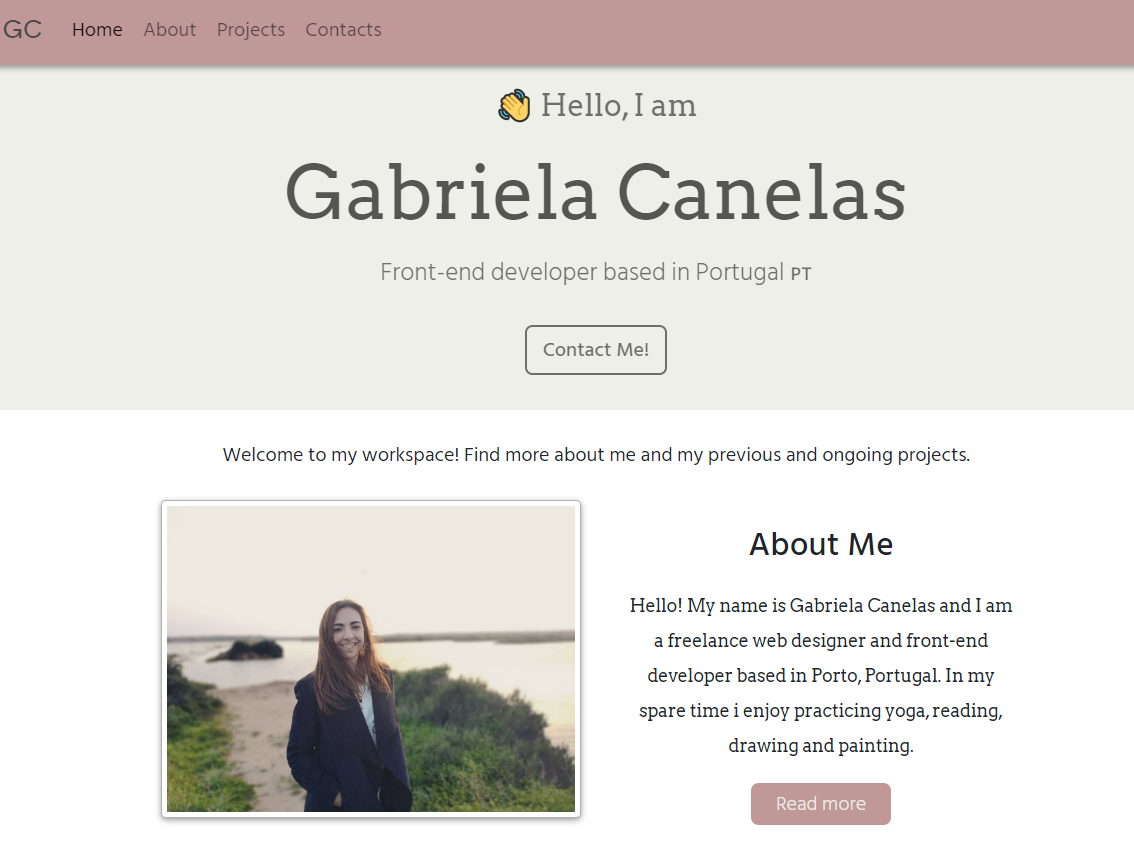 GC Home About Projects Contacts
👋 Hello, I am
Gabriela Canelas
Front-end developer based in Portugal PT
Contact Me!
Welcome to my workspace! Find more about me and my previous and ongoing projects.
About Me
Hello! My name is Gabriela Canelas and I am
a freelance web designer and front-end
developer based in Porto, Portugal. In my
spare time i enjoy practicing yoga, reading,
drawing and painting.
Read more